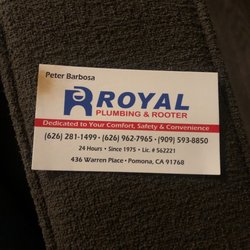 Peter Barbosa
ROYAL
PLUMBING & ROOTER
Dedicated to Your Comfort, Safety & Convenience
(626) 281-1499 • (626) 962-7965 • (909) 593-8850
24 Hours • Since 1975 • Lic. # 562221
436 Warren Place • Pomona, CA 91768